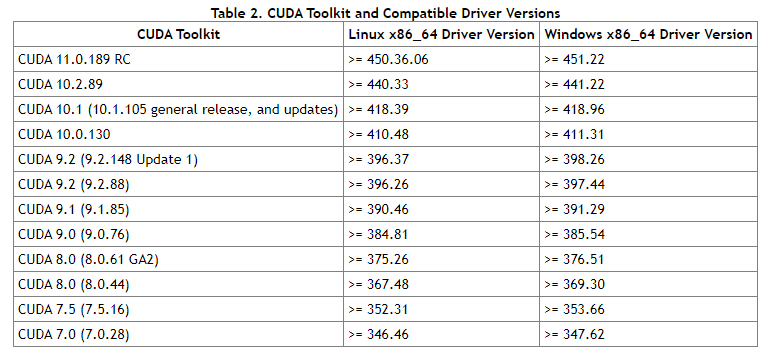 Table 2. CUDA Toolkit and Compatible Driver Versions
CUDA Toolkit Linux x86_64 Driver Version Windows x86_64 Driver Version
CUDA 11.0.189 RC >= 450.36.06 >= 451.22
CUDA 10.2.89 >= 440.33 >= 441.22
CUDA 10.1 (10.1.105 general release, and updates) >= 418.39 >= 418.96
CUDA 10.0.130 >= 410.48 >= 411.31
CUDA 9.2 (9.2.148 Update 1) >= 396.37 >= 398.26
CUDA 9.2 (9.2.88) >= 396.26 >= 397.44
CUDA 9.1 (9.1.85) >= 390.46 >= 391.29
CUDA 9.0 (9.0.76) >= 384.81 >= 385.54
CUDA 8.0 (8.0.61 GA2) >= 375.26 >= 376.51
CUDA 8.0 (8.0.44) >= 367.48 >= 369.30
CUDA 7.5 (7.5.16) >= 352.31 >= 353.66
CUDA 7.0 (7.0.28) >= 346.46 >= 347.62